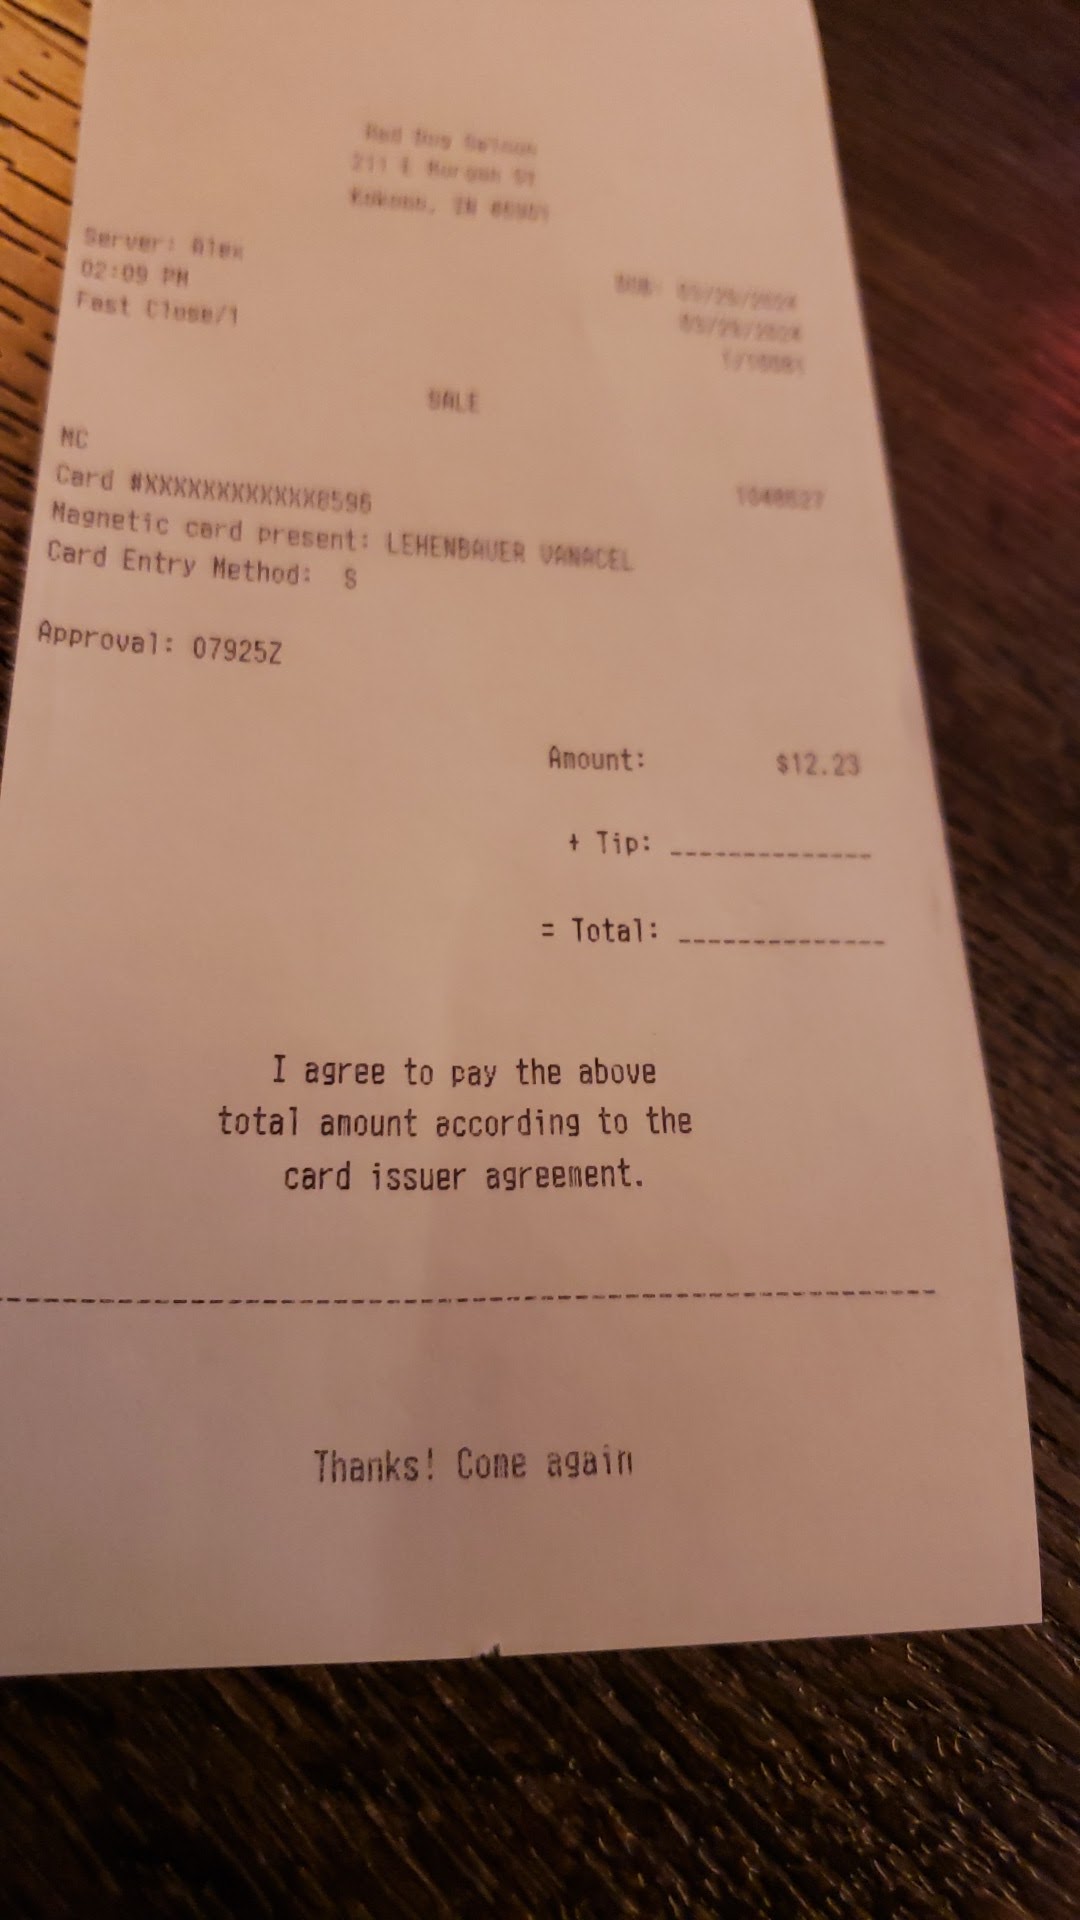 Server: Alex
02:09 PM
Fast Close/1
SALE
MC
Card #XXXXXXXXXXXX8596
Magnetic card present: LEHENBAUER VANACEL
Card Entry Method: S
Approval: 07925Z
Amount: $12.23
+ Tip:
= Total:
I agree to pay the above
total amount according to the
card issuer agreement.
Thanks! Come again